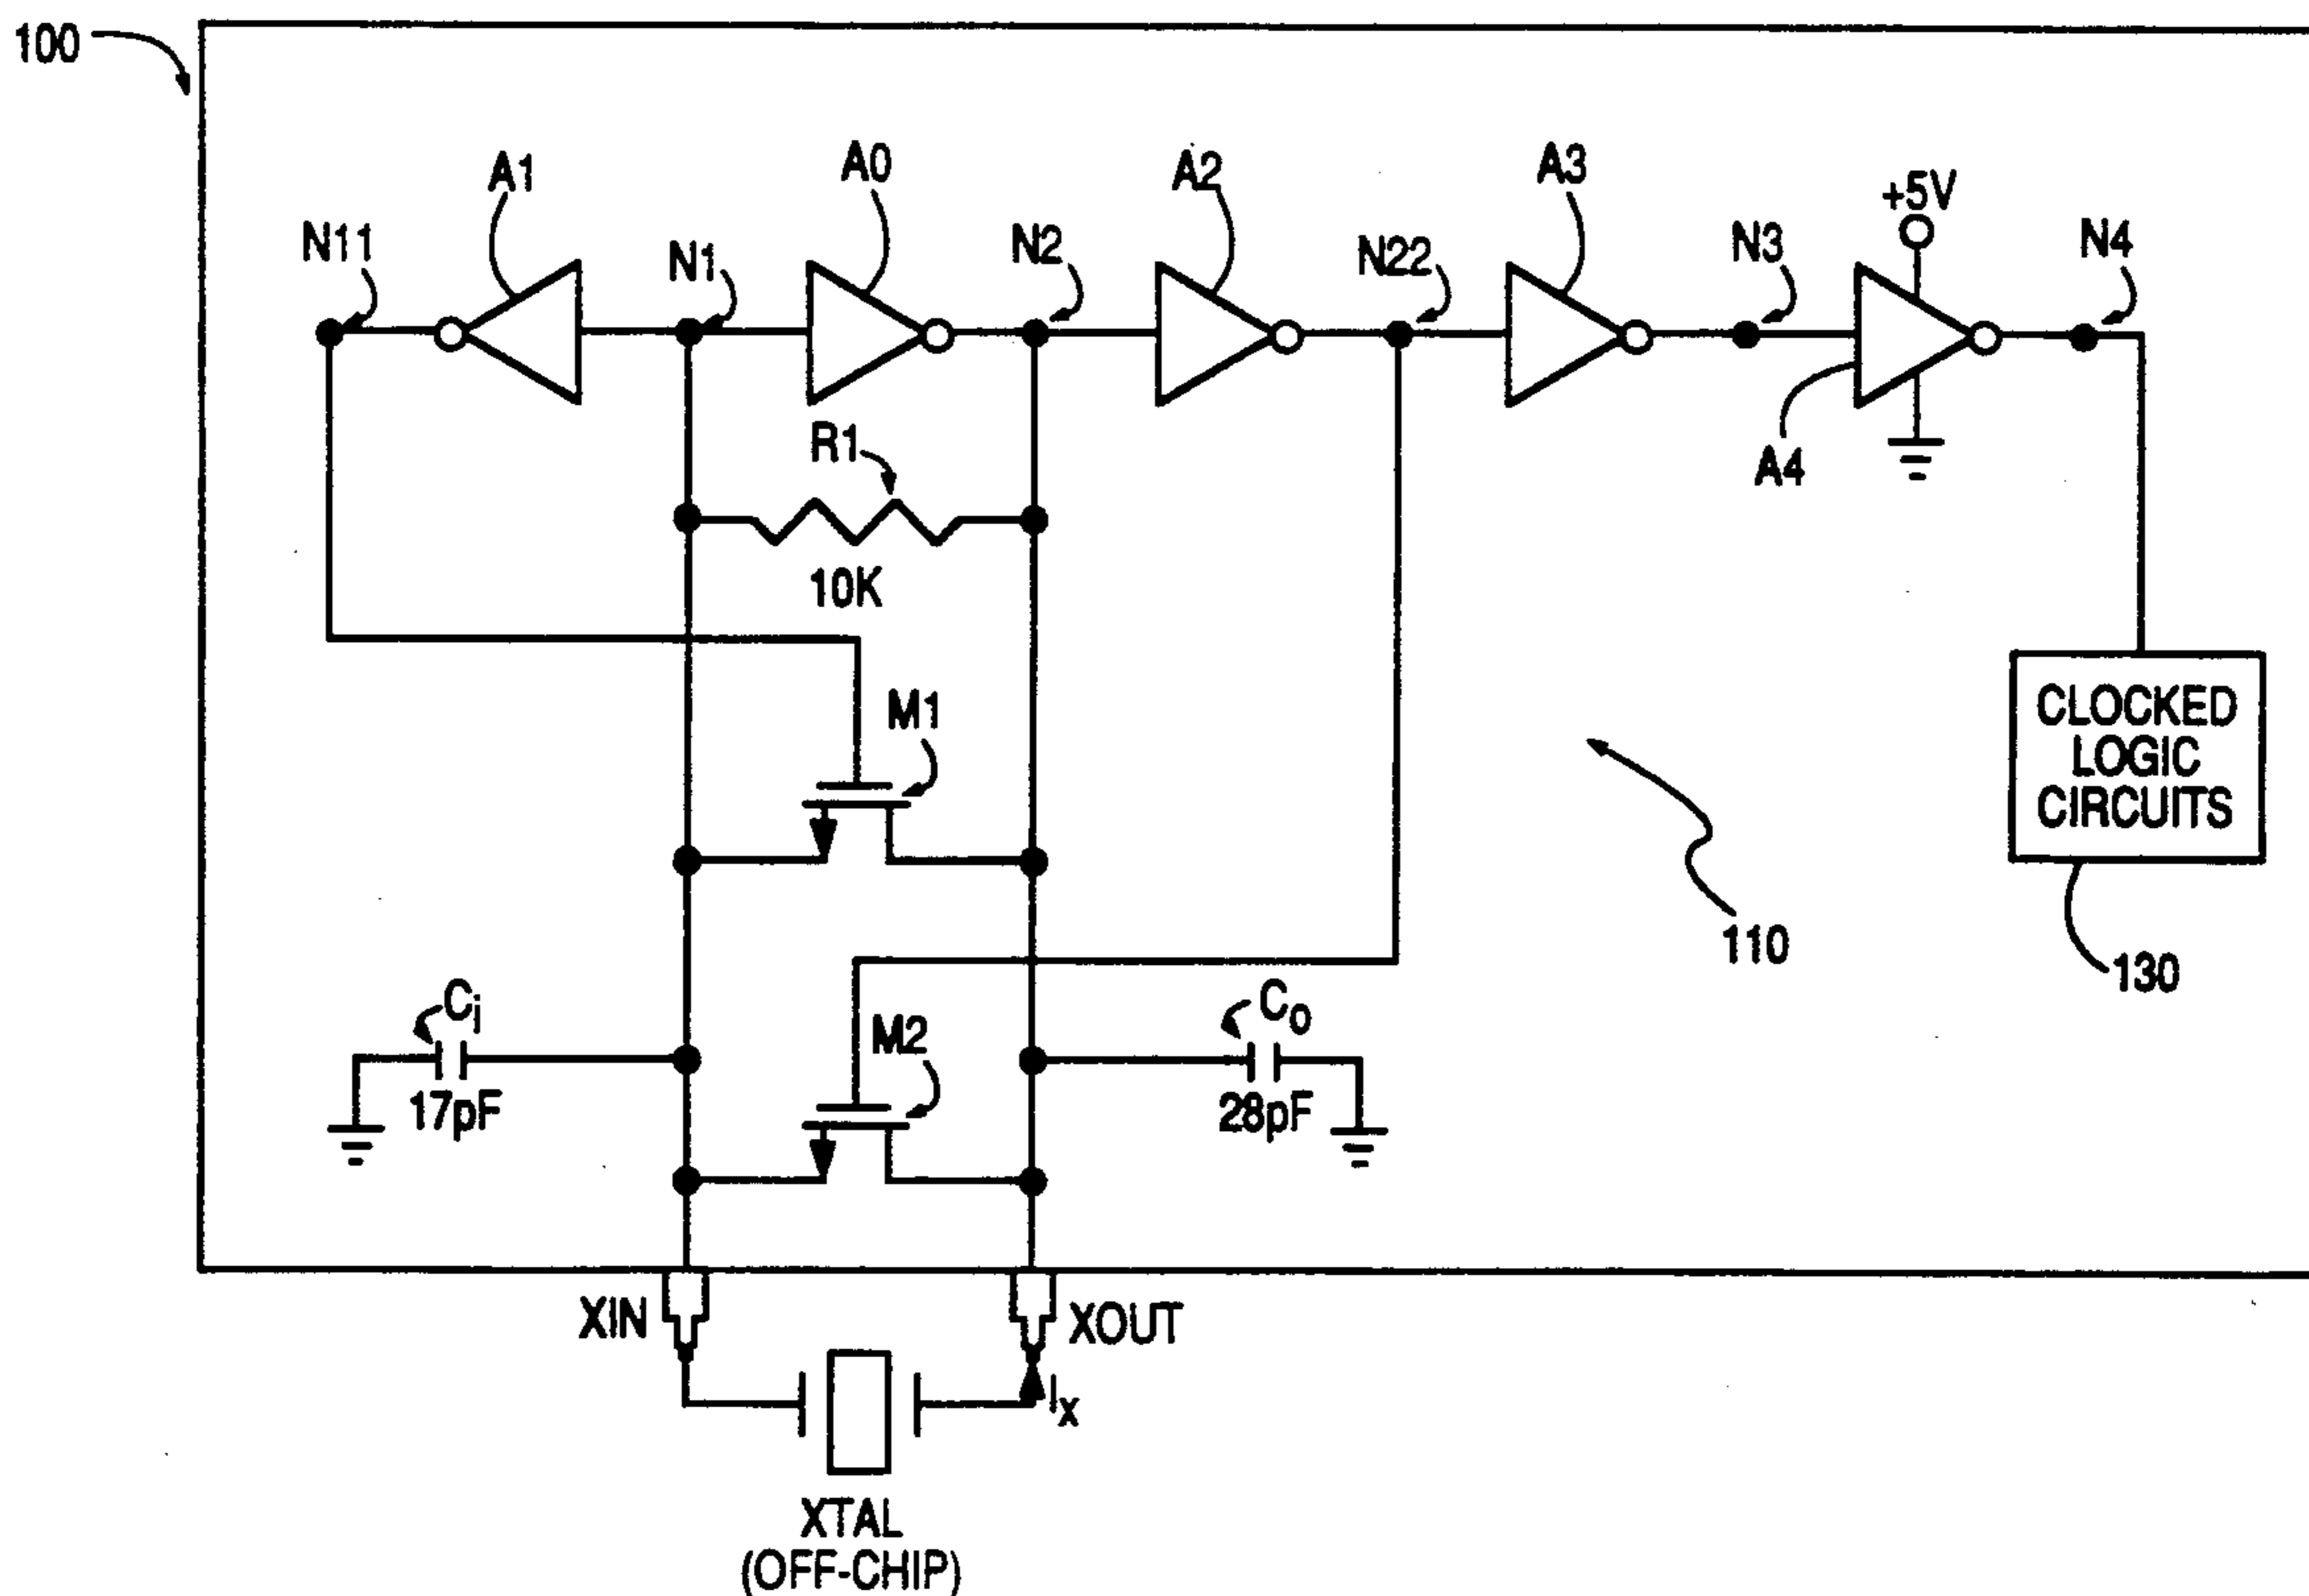 100
A1
A0
A2
A3
+5V
N11
N1
N2
N22
N3
N4
R1
10K
A4
M1
CLOCKED
LOGIC
CIRCUITS
110
130
Ci
17pF
M2
Co
28pF
XIN
XOUT
Ix
XTAL
(OFF-CHIP)